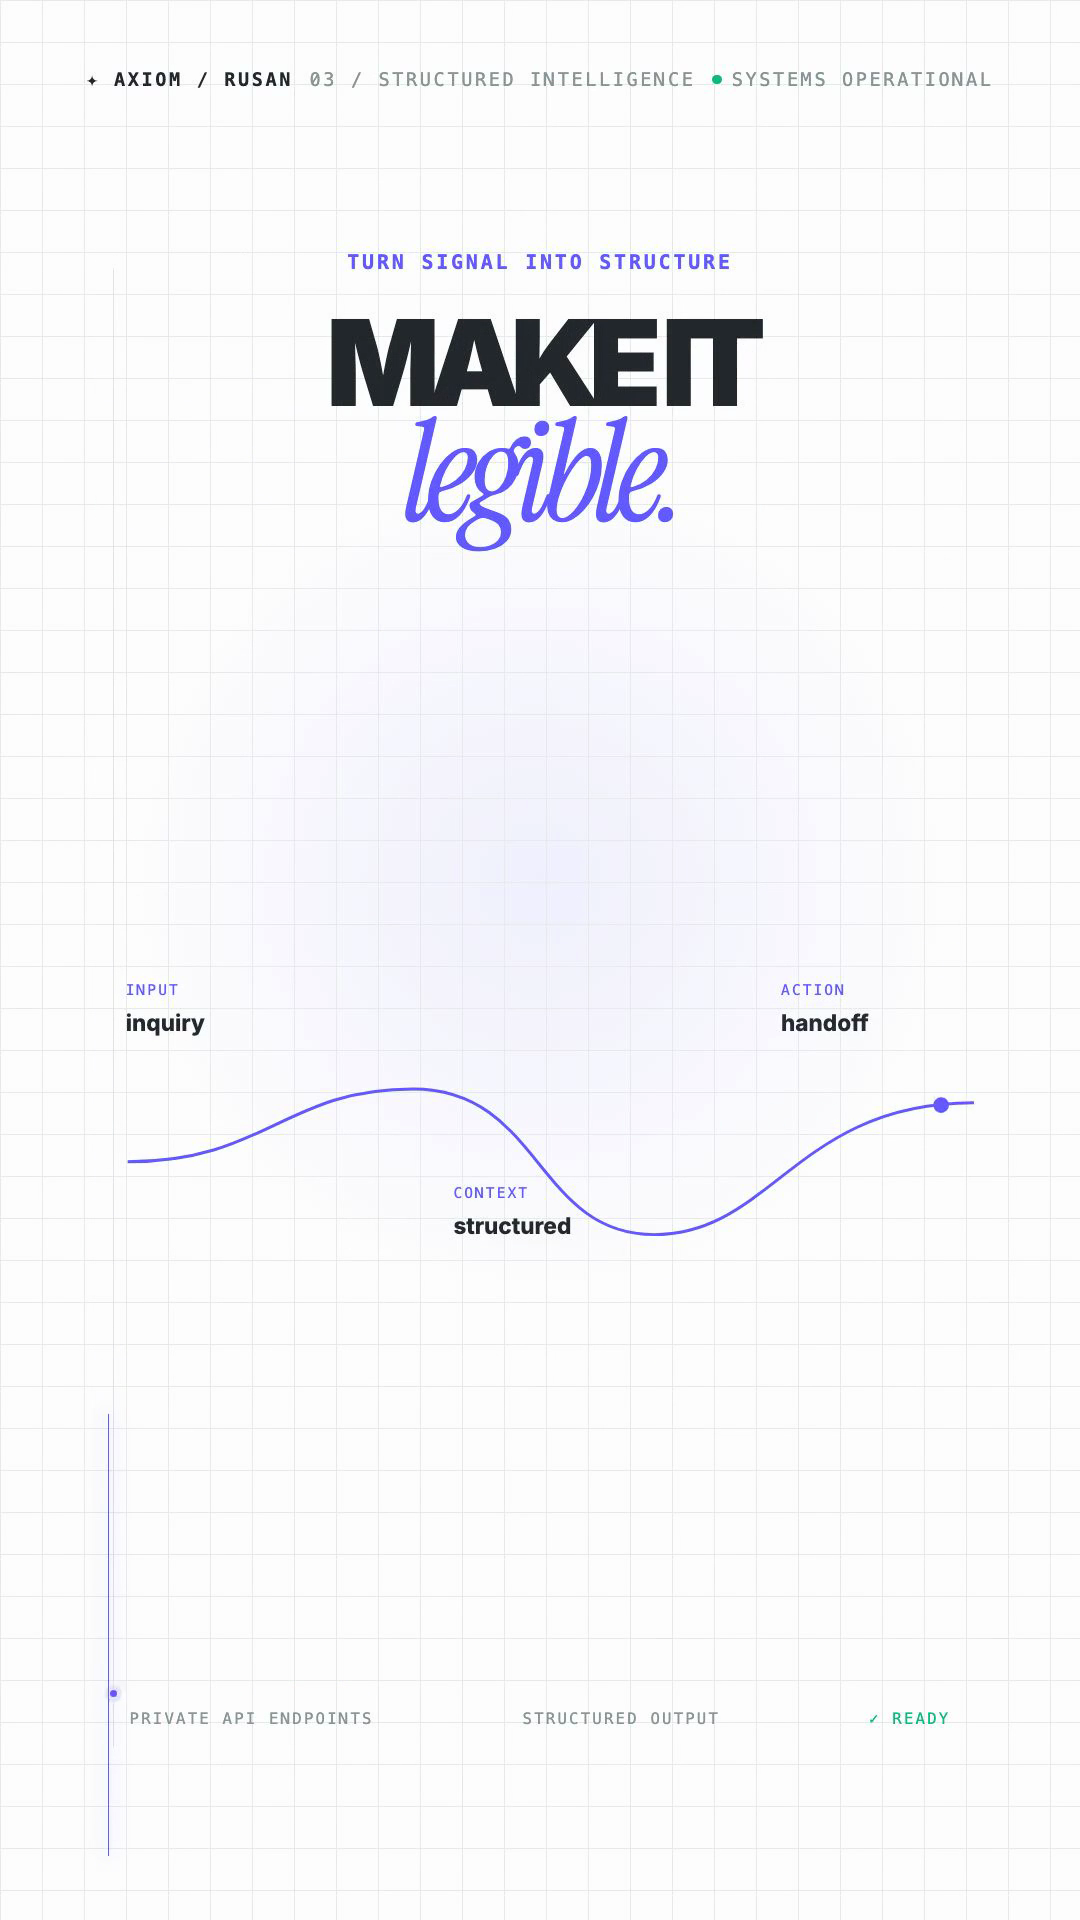 ✦ AXIOM / RUSAN 03 / STRUCTURED INTELLIGENCE ● SYSTEMS OPERATIONAL
TURN SIGNAL INTO STRUCTURE
MAKE IT
legible.
INPUT
inquiry
ACTION
handoff
CONTEXT
structured
PRIVATE API ENDPOINTS STRUCTURED OUTPUT ✓ READY